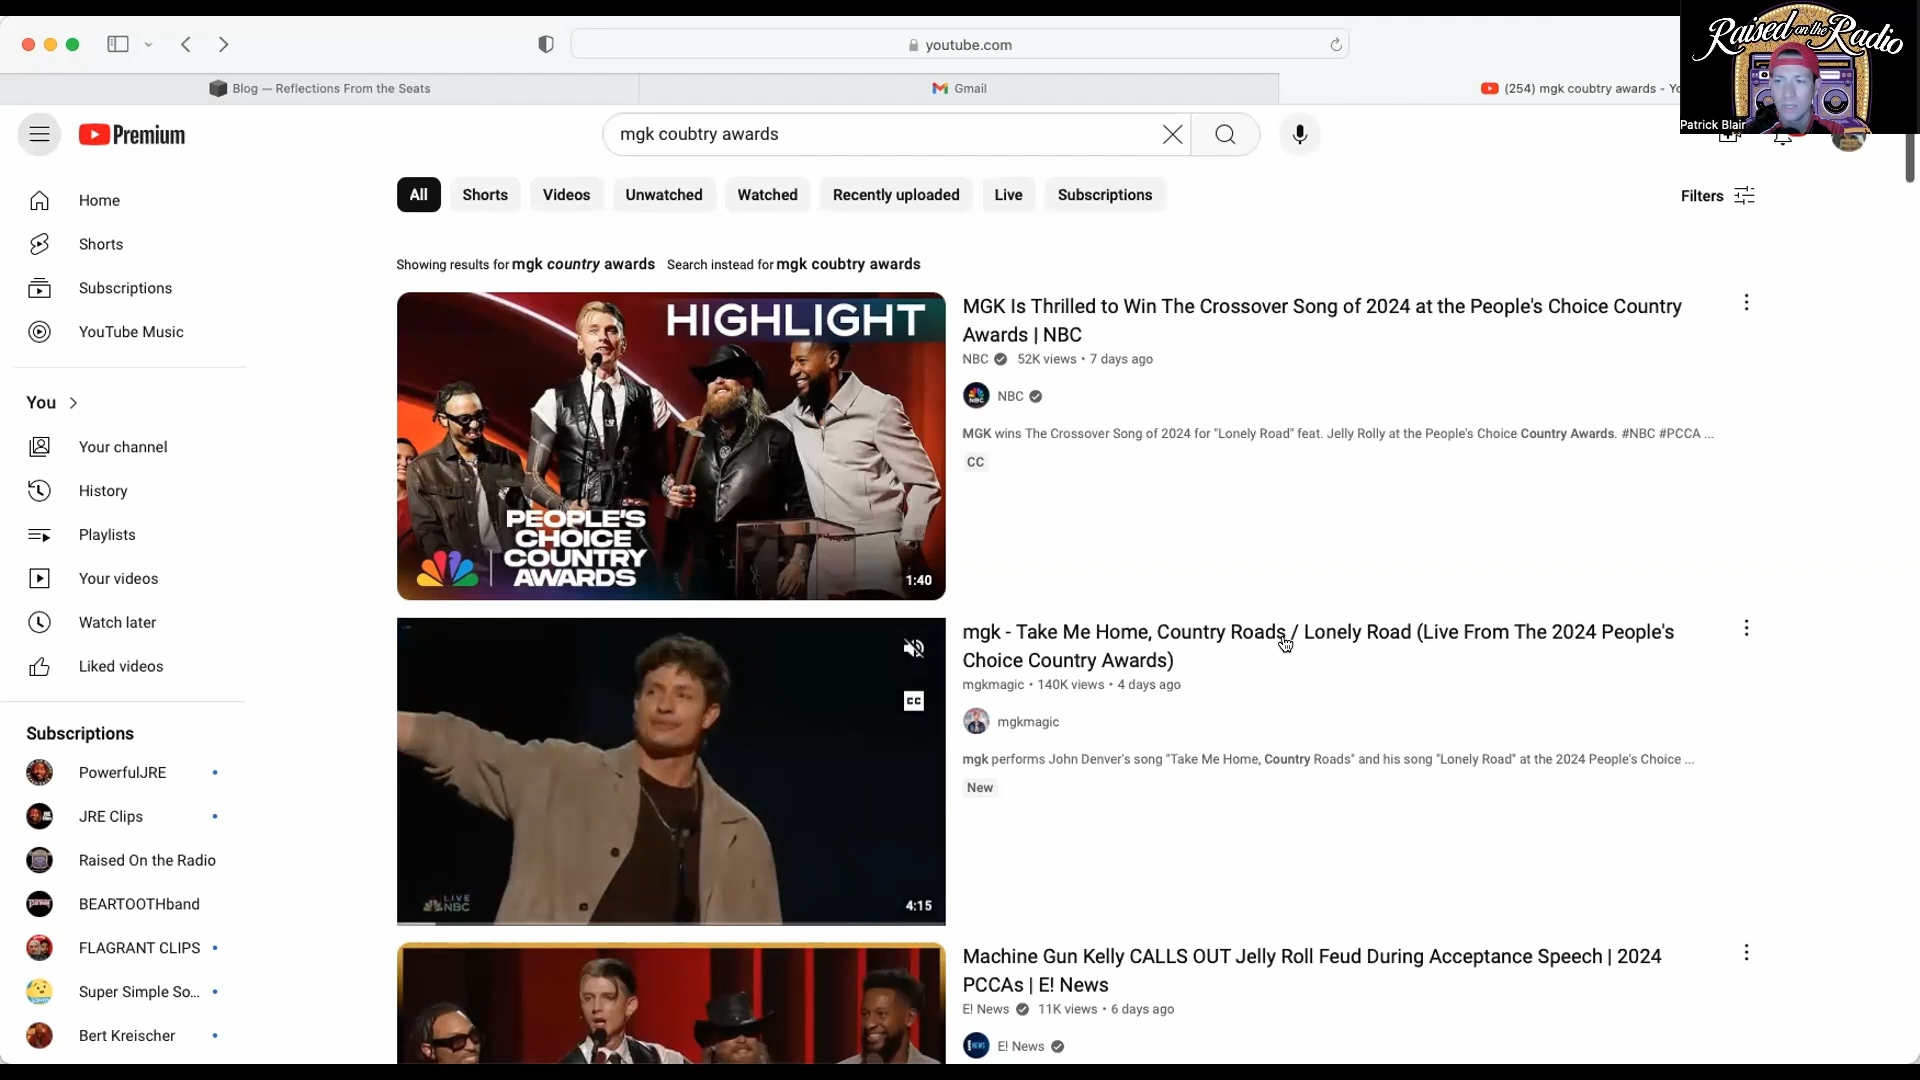 Raised on the Radio
Patrick Blair
youtube.com
Blog — Reflections From the Seats
Gmail
(254) mgk coubtry awards - Yo
Premium
mgk coubtry awards
Home
Shorts
Subscriptions
YouTube Music
You
Your channel
History
Playlists
Your videos
Watch later
Liked videos
Subscriptions
PowerfulJRE
JRE Clips
Raised On the Radio
BEARTOOTHband
FLAGRANT CLIPS
Super Simple So...
Bert Kreischer
All
Shorts
Videos
Unwatched
Watched
Recently uploaded
Live
Subscriptions
Filters
Showing results for mgk country awards Search instead for mgk coubtry awards
HIGHLIGHT
PEOPLE'S
CHOICE
COUNTRY
AWARDS
1:40
MGK Is Thrilled to Win The Crossover Song of 2024 at the People's Choice Country
Awards | NBC
NBC 52K views • 7 days ago
NBC
MGK wins The Crossover Song of 2024 for "Lonely Road" feat. Jelly Rolly at the People's Choice Country Awards. #NBC #PCCA ...
CC
CC
LIVE
NBC
4:15
mgk - Take Me Home, Country Roads / Lonely Road (Live From The 2024 People's
Choice Country Awards)
mgkmagic • 140K views • 4 days ago
mgkmagic
mgk performs John Denver's song "Take Me Home, Country Roads" and his song "Lonely Road" at the 2024 People's Choice ...
New
Machine Gun Kelly CALLS OUT Jelly Roll Feud During Acceptance Speech | 2024
PCCAs | E! News
E! News 11K views • 6 days ago
E! News